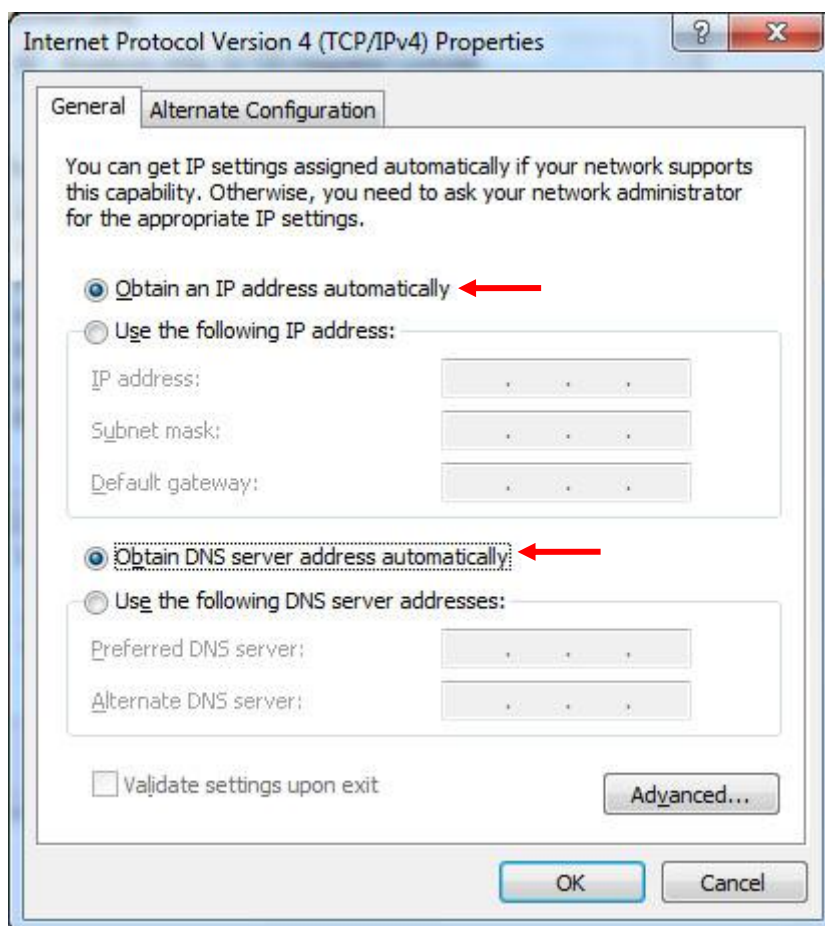 Internet Protocol Version 4 (TCP/IPv4) Properties
General
Alternate Configuration
You can get IP settings assigned automatically if your network supports
this capability. Otherwise, you need to ask your network administrator
for the appropriate IP settings.
Obtain an IP address automatically
Use the following IP address:
IP address:
Subnet mask:
Default gateway:
Obtain DNS server address automatically
Use the following DNS server addresses:
Preferred DNS server:
Alternate DNS server:
Validate settings upon exit
Advanced...
OK
Cancel